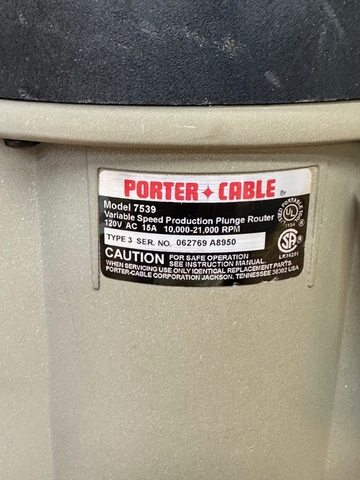 PORTER+CABLE®
Model 7539
Variable Speed Production Plunge Router
120V AC 15A 10,000-21,000 RPM
TYPE 3 SER. NO. 062769 A8950
CAUTION FOR SAFE OPERATION
SEE INSTRUCTION MANUAL.
WHEN SERVICING USE ONLY IDENTICAL REPLACEMENT PARTS.
PORTER-CABLE CORPORATION JACKSON, TENNESSEE 38302 USA
UL
SA